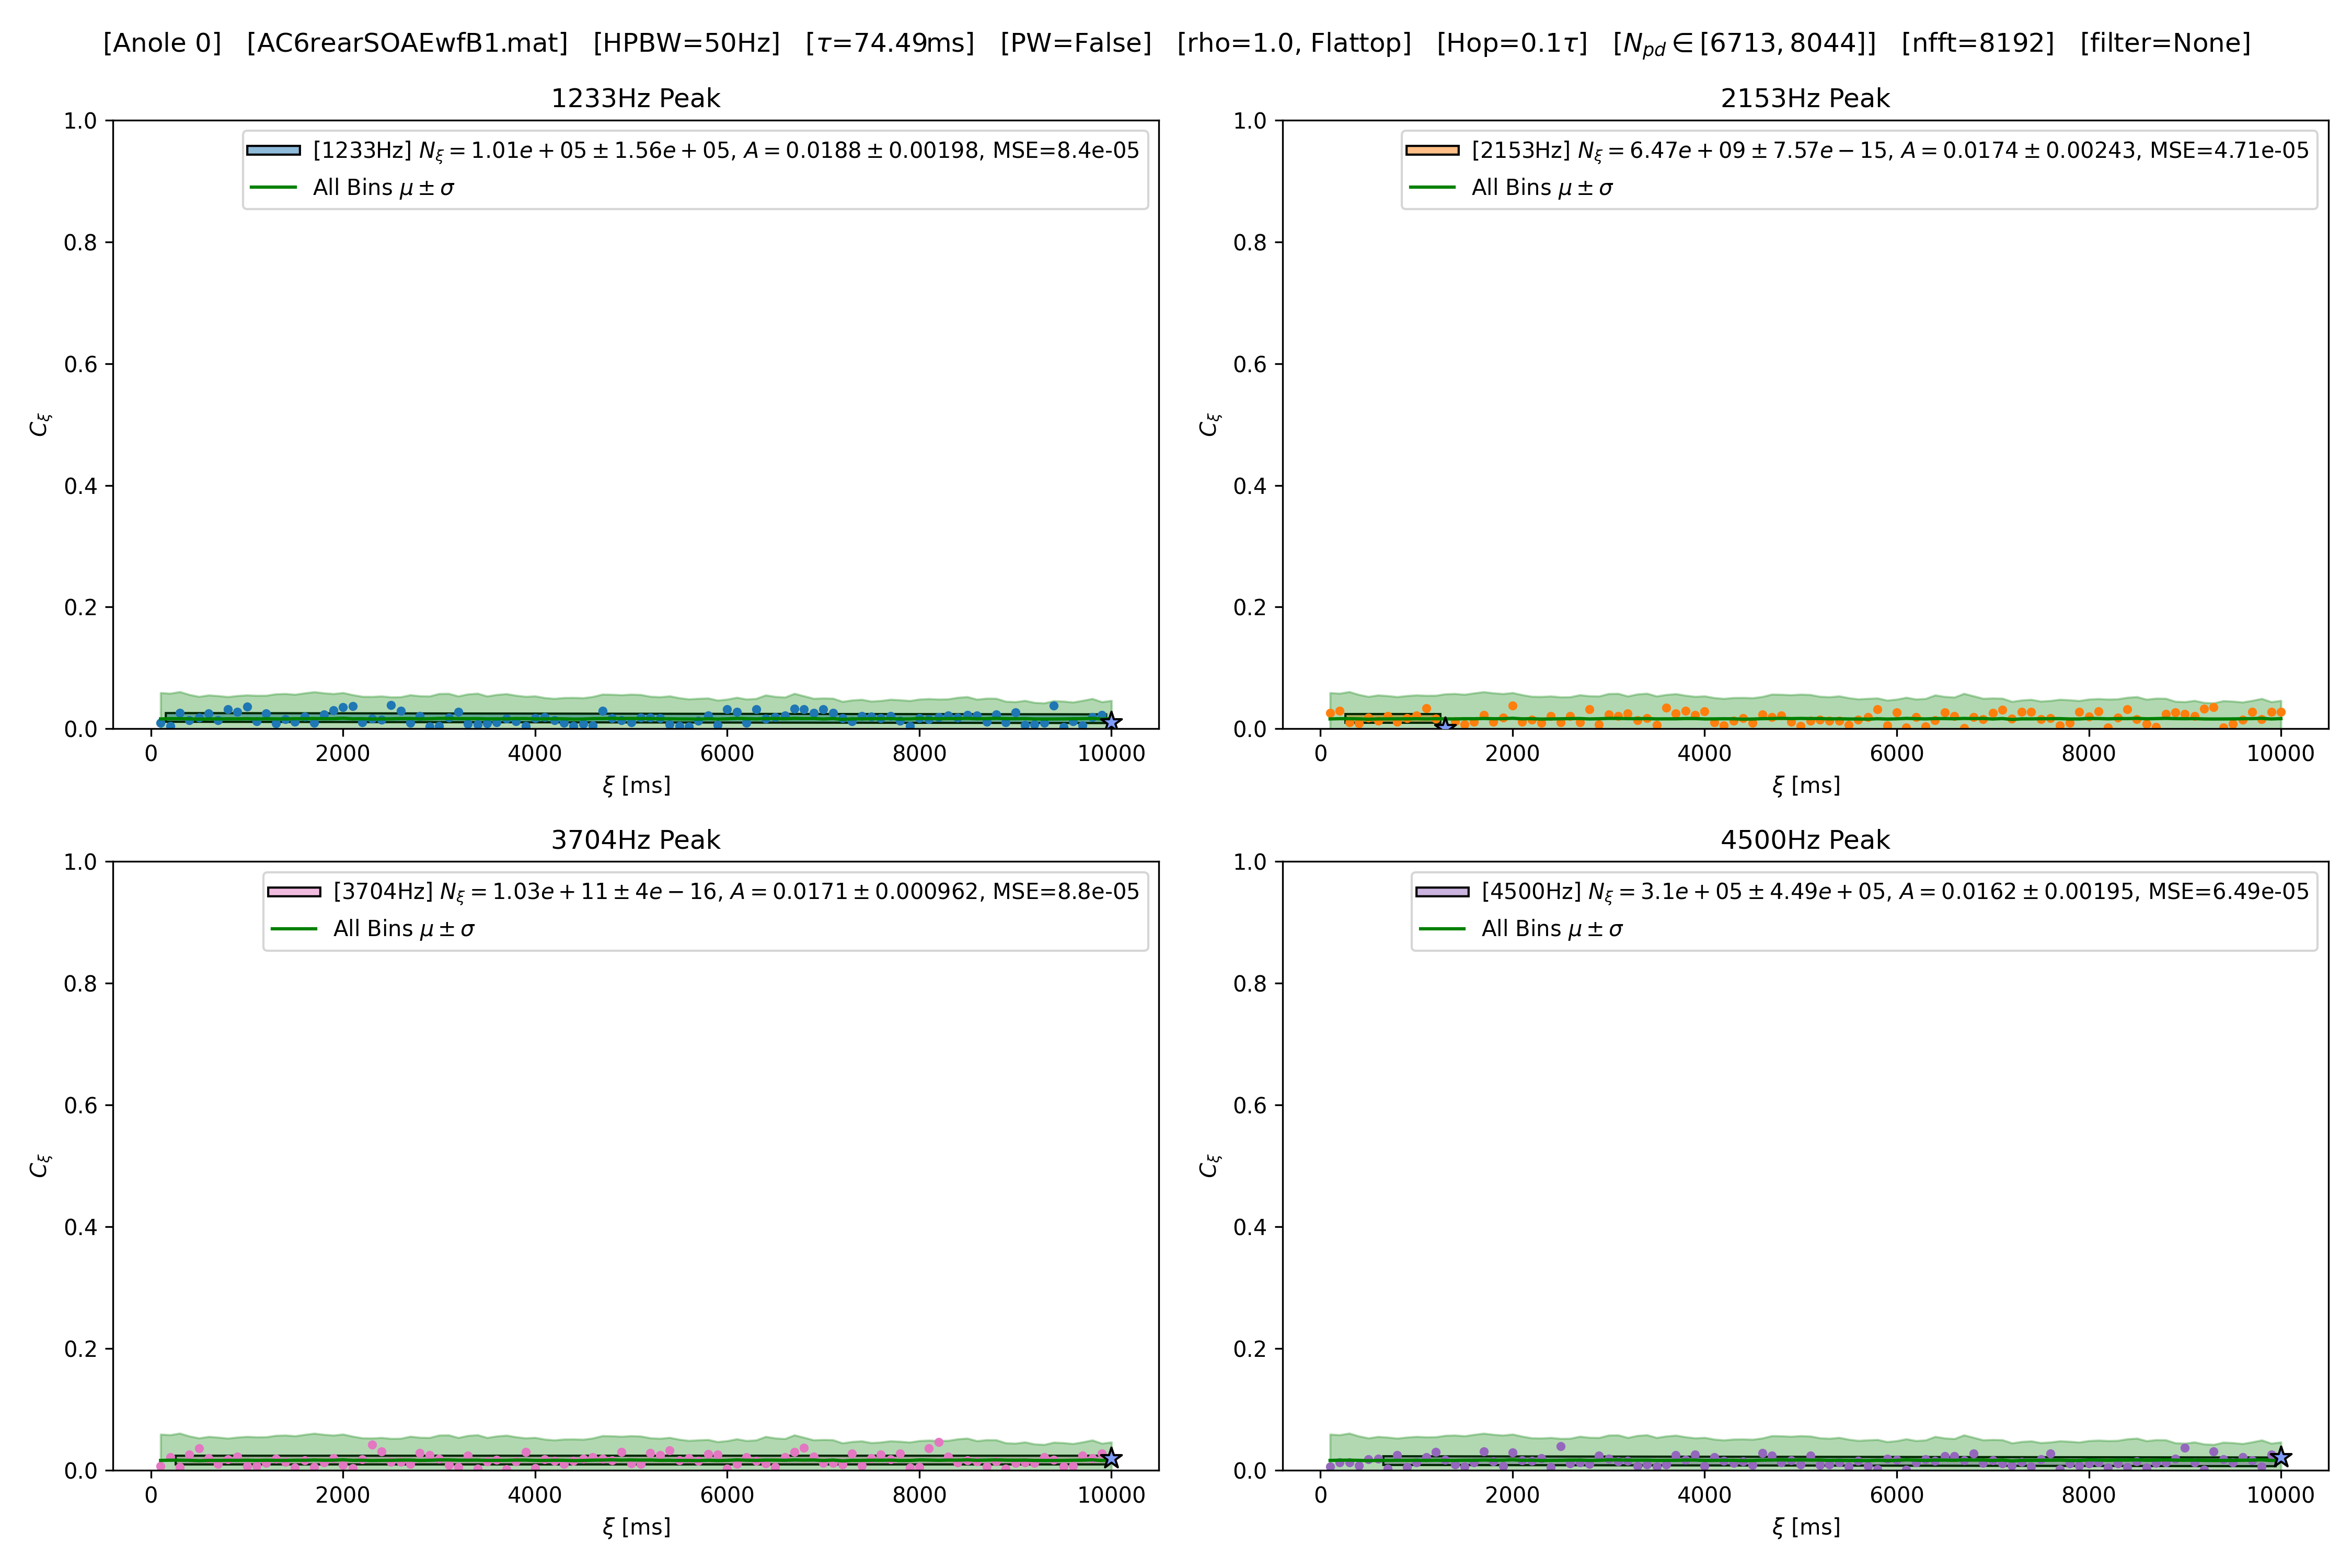 [Anole 0] [AC6rearSOAEwfB1.mat] [HPBW=50Hz] [τ=74.49ms] [PW=False] [rho=1.0, Flattop] [Hop=0.1τ] [N_pd ∈ [6713, 8044]] [nfft=8192] [filter=None]
1233Hz Peak
1.0
0.8
0.6
0.4
0.2
0.0
C_ξ
[1233Hz] N_ξ = 1.01e + 05 ± 1.56e + 05, A = 0.0188 ± 0.00198, MSE=8.4e-05
All Bins μ ± σ
0 2000 4000 6000 8000 10000
ξ [ms]
2153Hz Peak
1.0
0.8
0.6
0.4
0.2
0.0
C_ξ
[2153Hz] N_ξ = 6.47e + 09 ± 7.57e − 15, A = 0.0174 ± 0.00243, MSE=4.71e-05
All Bins μ ± σ
0 2000 4000 6000 8000 10000
ξ [ms]
3704Hz Peak
1.0
0.8
0.6
0.4
0.2
0.0
C_ξ
[3704Hz] N_ξ = 1.03e + 11 ± 4e − 16, A = 0.0171 ± 0.000962, MSE=8.8e-05
All Bins μ ± σ
0 2000 4000 6000 8000 10000
ξ [ms]
4500Hz Peak
1.0
0.8
0.6
0.4
0.2
0.0
C_ξ
[4500Hz] N_ξ = 3.1e + 05 ± 4.49e + 05, A = 0.0162 ± 0.00195, MSE=6.49e-05
All Bins μ ± σ
0 2000 4000 6000 8000 10000
ξ [ms]